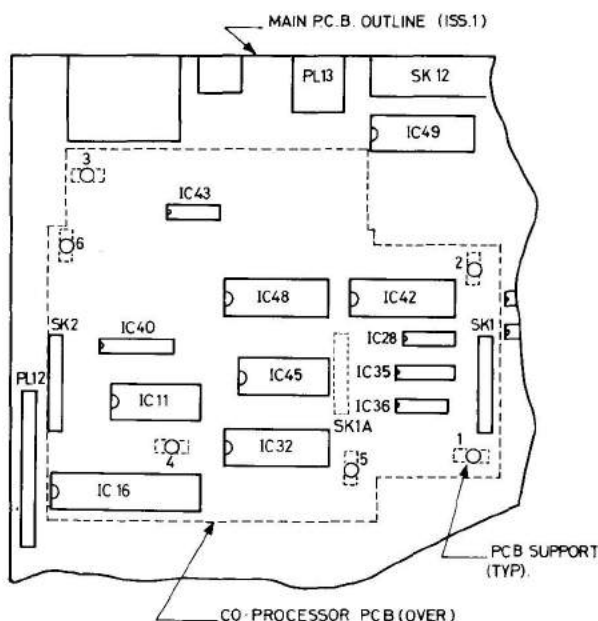 MAIN P.C.B. OUTLINE (ISS.1)
PL13
SK 12
IC49
3
IC43
6
2
IC48
IC42
SK2
IC40
IC28
SK1
PL12
IC45
IC35
IC11
IC36
SK1A
IC32
4
5
1
IC 16
PCB SUPPORT
(TYP).
CO-PROCESSOR PCB (OVER)